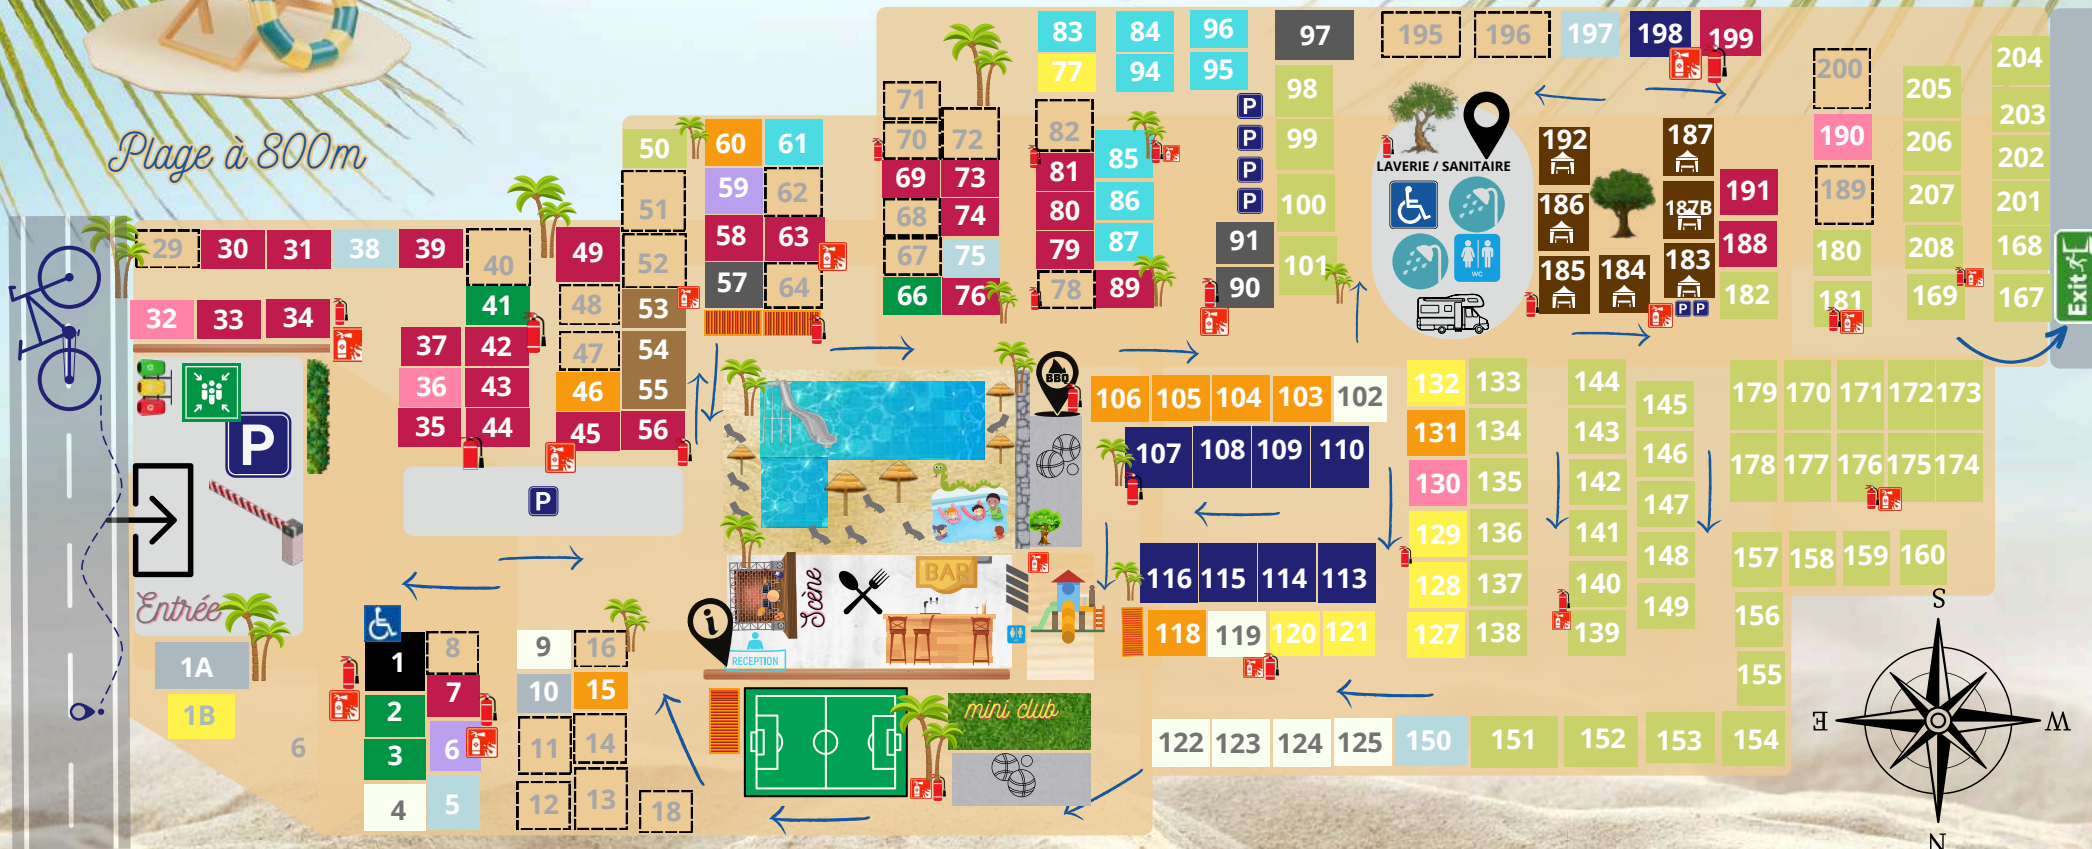 Plage à 800m
83 84 96 97 195 196 197 198 199
77 94 95
204
200 205
98
71
203
70 72 82 99
P
P
P
P
LAVERIE / SANITAIRE
192 187
190 206
50 60 61
85
202
69 73 81
59 62
186 187B
191 189 207 201
51
68 74 80 86 100
58 63
29 30 31 38 39 40 49 52
67 75 79 87 91 101
WC
188 180 208 168
57 64
185 184 183
66 76 78 89 90
182 181 169 167
P P
Exit
41 48 53
32 33 34
37 42 47 54
36 43 46 55
35 44 45 56
P
P
BBQ
106 105 104 103 102
107 108 109 110
132 133 144 145
131 134 143 146
130 135 142 147
129 136 141 148
128 137 140 149
127 138 139
179 170 171 172 173
178 177 176 175 174
157 158 159 160
156
155
116 115 114 113
118 119 120 121
Entrée
Scène
BAR
i
RECEPTION
1A
1B
6
1 8
2 7
3 6
4 5
9 16
10 15
11 14
12 13 18
mini club
122 123 124 125 150 151 152 153 154
S
E W
N